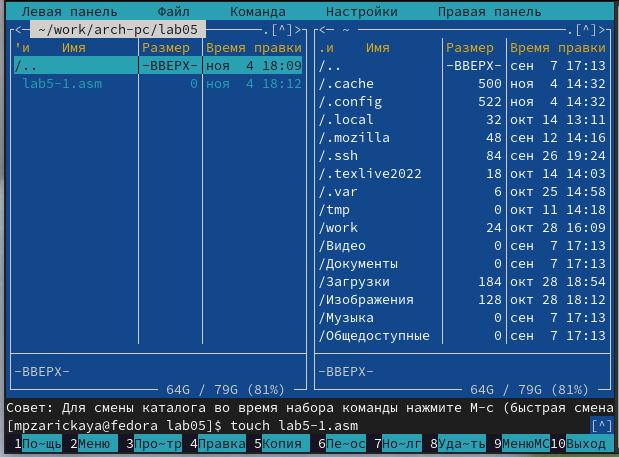 Левая панель Файл Команда Настройки Правая панель
<─ ~/work/arch-pc/lab05 .[^]> <─ ~ .[^]>
'и Имя Размер Время правки .и Имя Размер Время правки
/.. -ВВЕРХ- ноя 4 18:09 /.. -ВВЕРХ- сен 7 17:13
lab5-1.asm 0 ноя 4 18:12 /.cache 500 ноя 4 14:32
/.config 522 ноя 4 14:32
/.local 32 окт 14 13:11
/.mozilla 48 сен 12 14:16
/.ssh 84 сен 26 19:24
/.texlive2022 18 окт 14 14:03
/.var 6 окт 25 14:58
/tmp 0 окт 11 14:18
/work 24 окт 28 16:09
/Видео 0 сен 7 17:13
/Документы 0 сен 7 17:13
/Загрузки 184 окт 28 18:54
/Изображения 128 окт 28 18:12
/Музыка 0 сен 7 17:13
/Общедоступные 0 сен 7 17:13
-ВВЕРХ- -ВВЕРХ-
64G / 79G (81%) 64G / 79G (81%)
Совет: Для смены каталога во время набора команды нажмите M-c (быстрая смена
[mpzarickaya@fedora lab05]$ touch lab5-1.asm [^]
1По~щь 2Меню 3Про~тр 4Правка 5Копия 6Пе~ос 7Но~лг 8Уда~ть 9МенюМС 10Выход